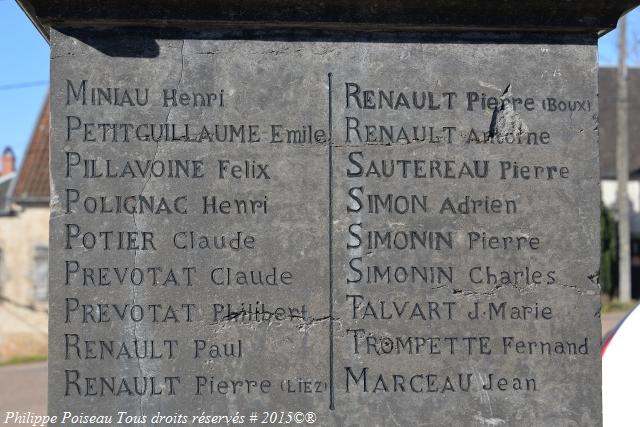 MINIAU Henri
PETITGUILLAUME Emile
PILLAVOINE Felix
POLIGNAC Henri
POTIER Claude
PREVOTAT Claude
PREVOTAT Philibert
RENAULT Paul
RENAULT Pierre (LIEZ)
RENAULT Pierre (BOUX)
RENAULT Antoine
SAUTEREAU Pierre
SIMON Adrien
SIMONIN Pierre
SIMONIN Charles
TALVART J.Marie
TROMPETTE Fernand
MARCEAU Jean
Philippe Poiseau Tous droits réservés # 2015©®